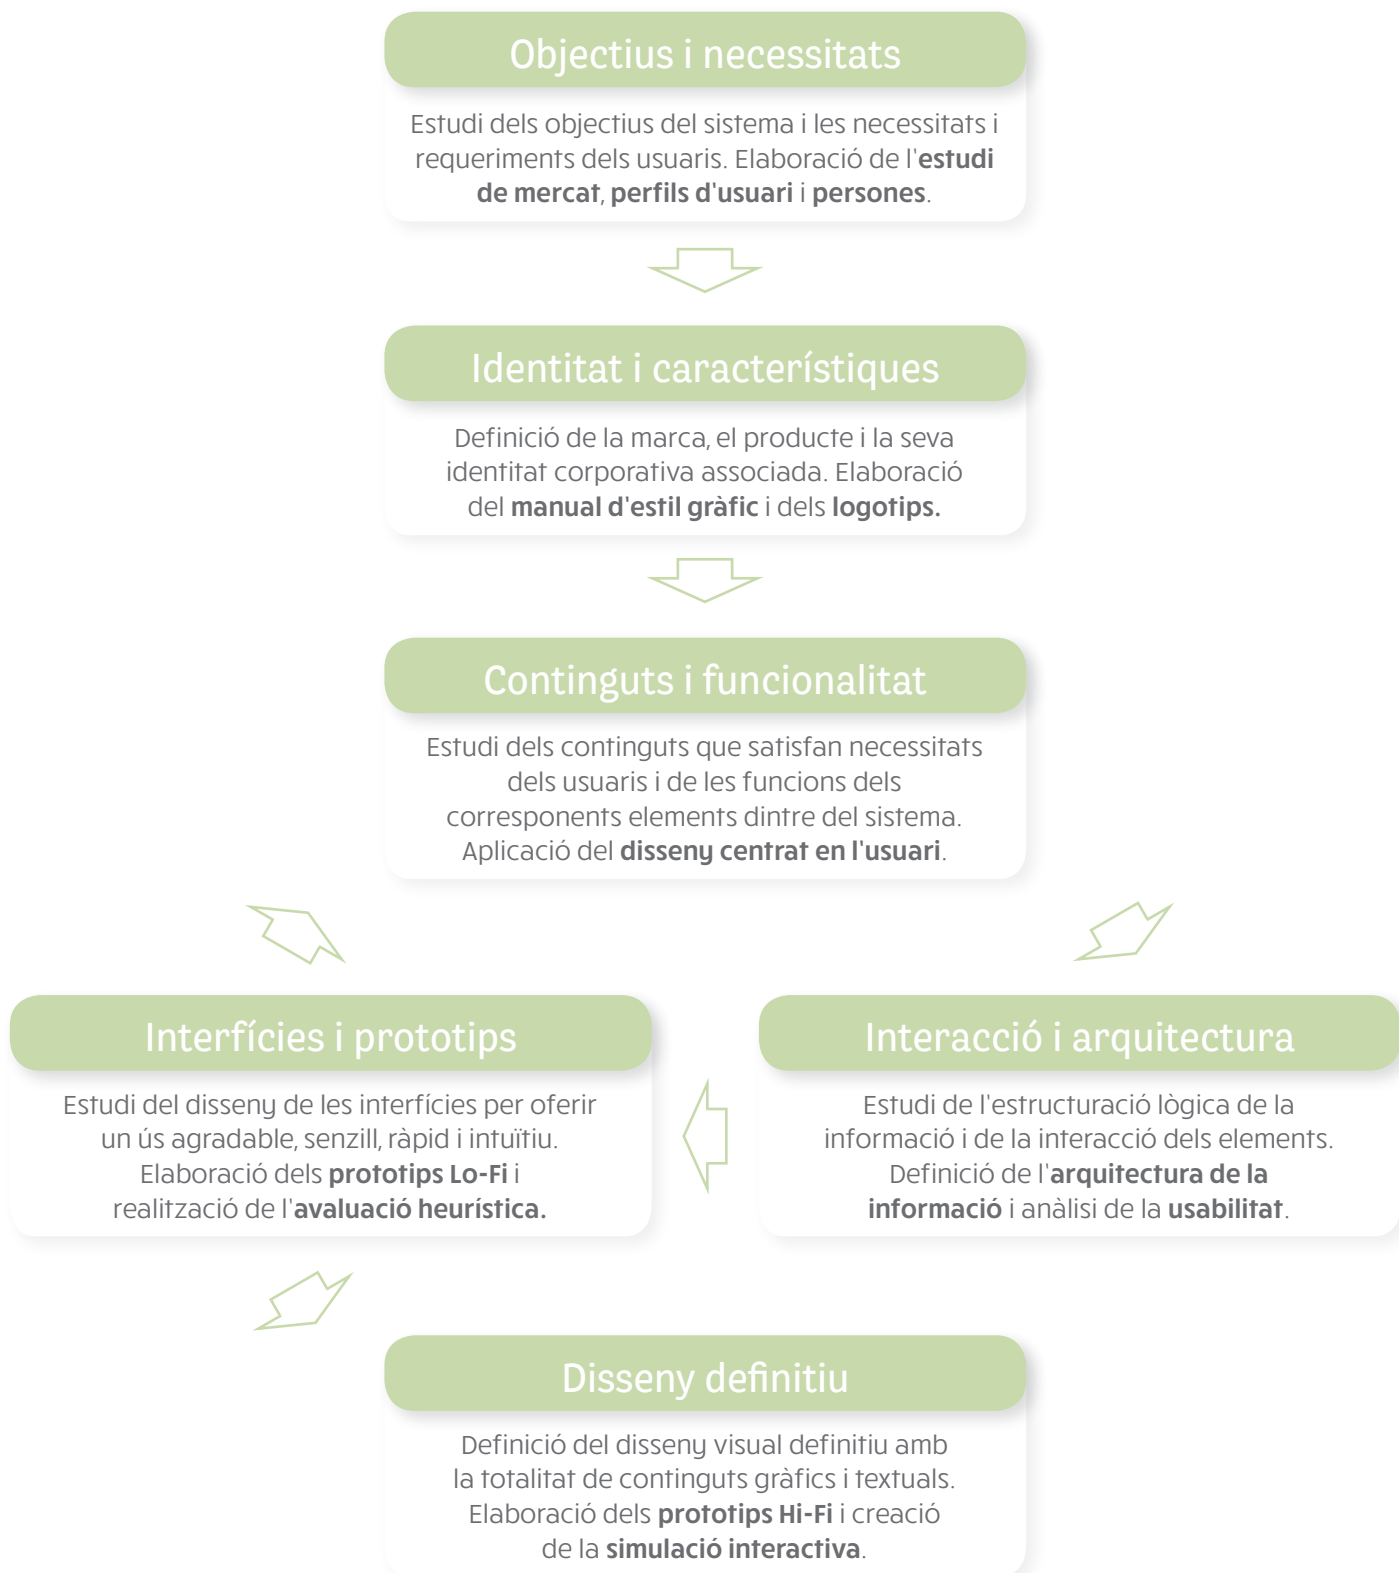 Objectius i necessitats
Estudi dels objectius del sistema i les necessitats i
requeriments dels usuaris. Elaboració de l'estudi
de mercat, perfils d'usuari i persones.
Identitat i característiques
Definició de la marca, el producte i la seva
identitat corporativa associada. Elaboració
del manual d'estil gràfic i dels logotips.
Continguts i funcionalitat
Estudi dels continguts que satisfan necessitats
dels usuaris i de les funcions dels
corresponents elements dintre del sistema.
Aplicació del disseny centrat en l'usuari.
Interfícies i prototips
Estudi del disseny de les interfícies per oferir
un ús agradable, senzill, ràpid i intuïtiu.
Elaboració dels prototips Lo-Fi i
realització de l'avaluació heurística.
Interacció i arquitectura
Estudi de l'estructuració lògica de la
informació i de la interacció dels elements.
Definició de l'arquitectura de la
informació i anàlisi de la usabilitat.
Disseny definitiu
Definició del disseny visual definitiu amb
la totalitat de continguts gràfics i textuals.
Elaboració dels prototips Hi-Fi i creació
de la simulació interactiva.